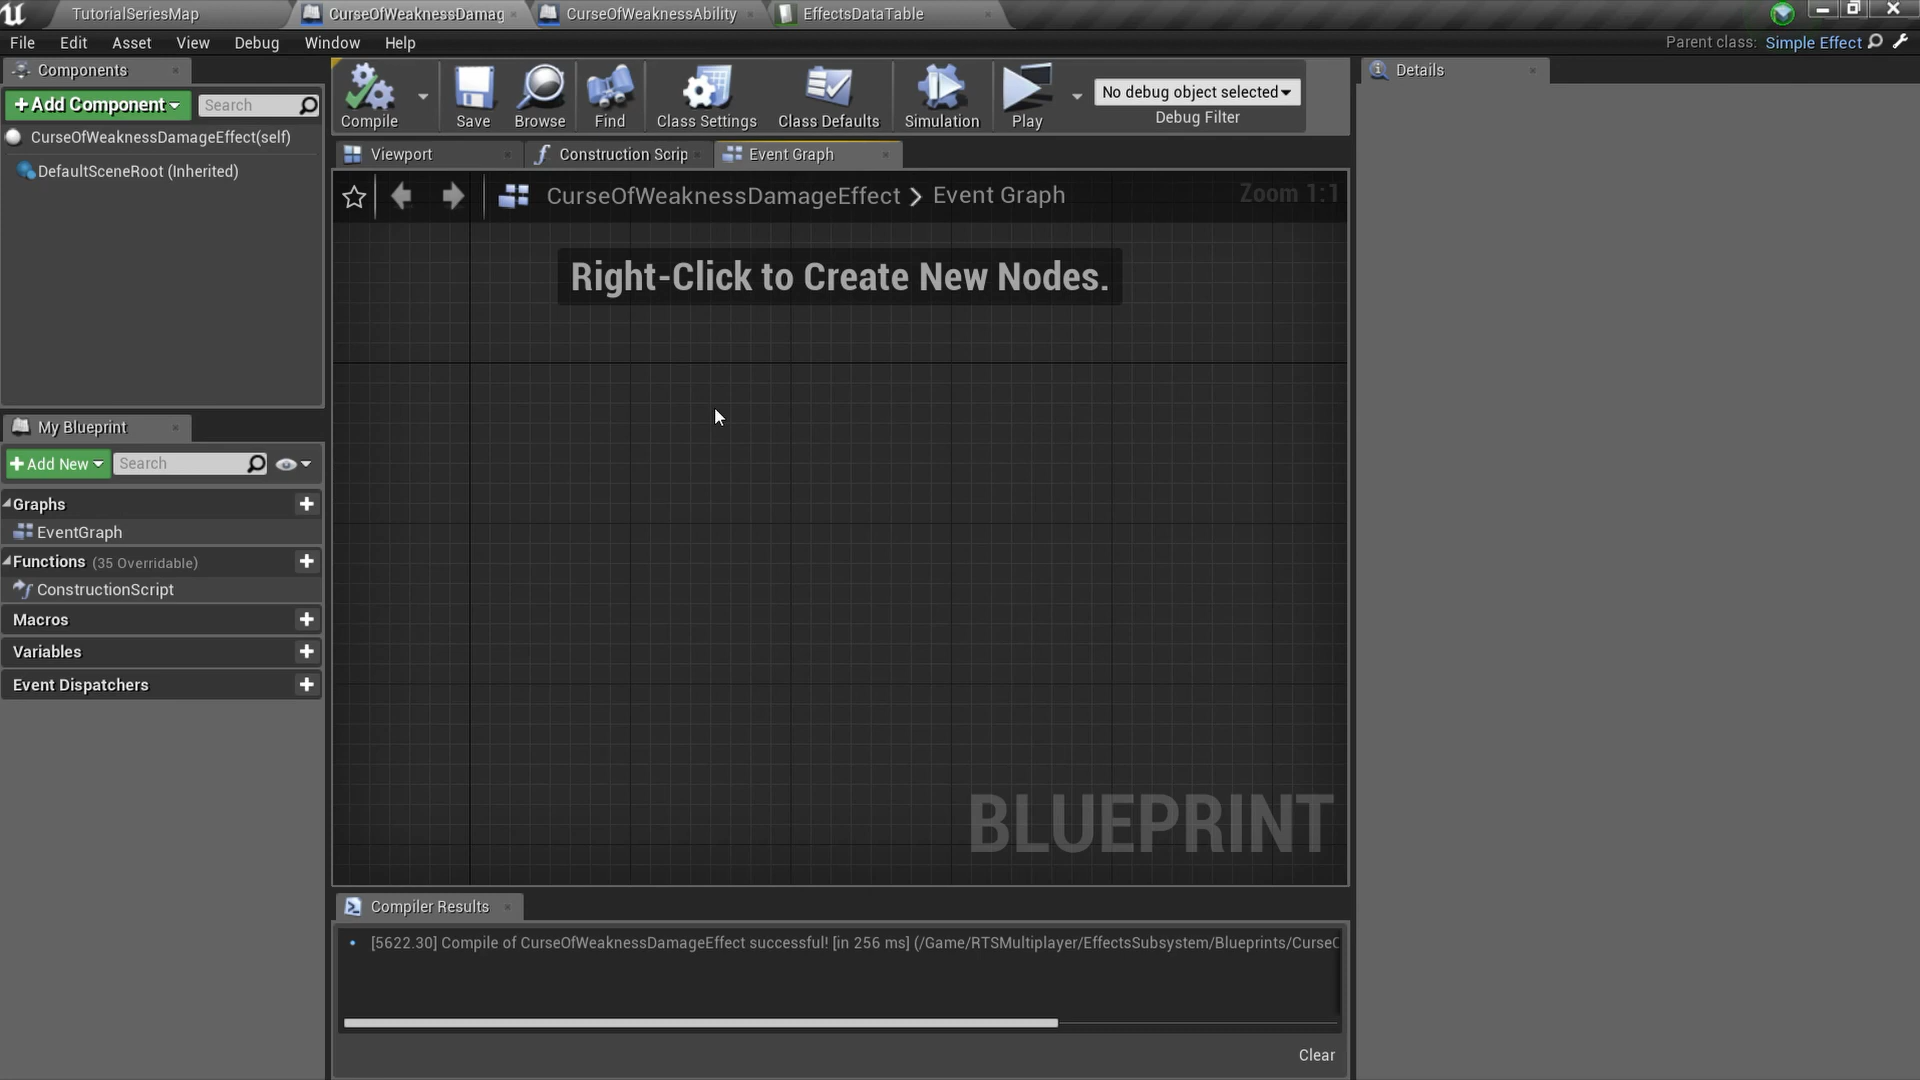 TutorialSeriesMap
CurseOfWeaknessDamag
CurseOfWeaknessAbility
EffectsDataTable
File Edit Asset View Debug Window Help
Parent class: Simple Effect
Components
+Add Component
Search
CurseOfWeaknessDamageEffect(self)
DefaultSceneRoot (Inherited)
My Blueprint
+Add New
Search
Graphs
EventGraph
Functions (35 Overridable)
ConstructionScript
Macros
Variables
Event Dispatchers
Compile
Save
Browse
Find
Class Settings
Class Defaults
Simulation
Play
No debug object selected
Debug Filter
Viewport
Construction Scrip
Event Graph
CurseOfWeaknessDamageEffect > Event Graph
Zoom 1:1
Right-Click to Create New Nodes.
BLUEPRINT
Compiler Results
[5622.30] Compile of CurseOfWeaknessDamageEffect successful! [in 256 ms] (/Game/RTSMultiplayer/EffectsSubsystem/Blueprints/Curse
Clear
Details